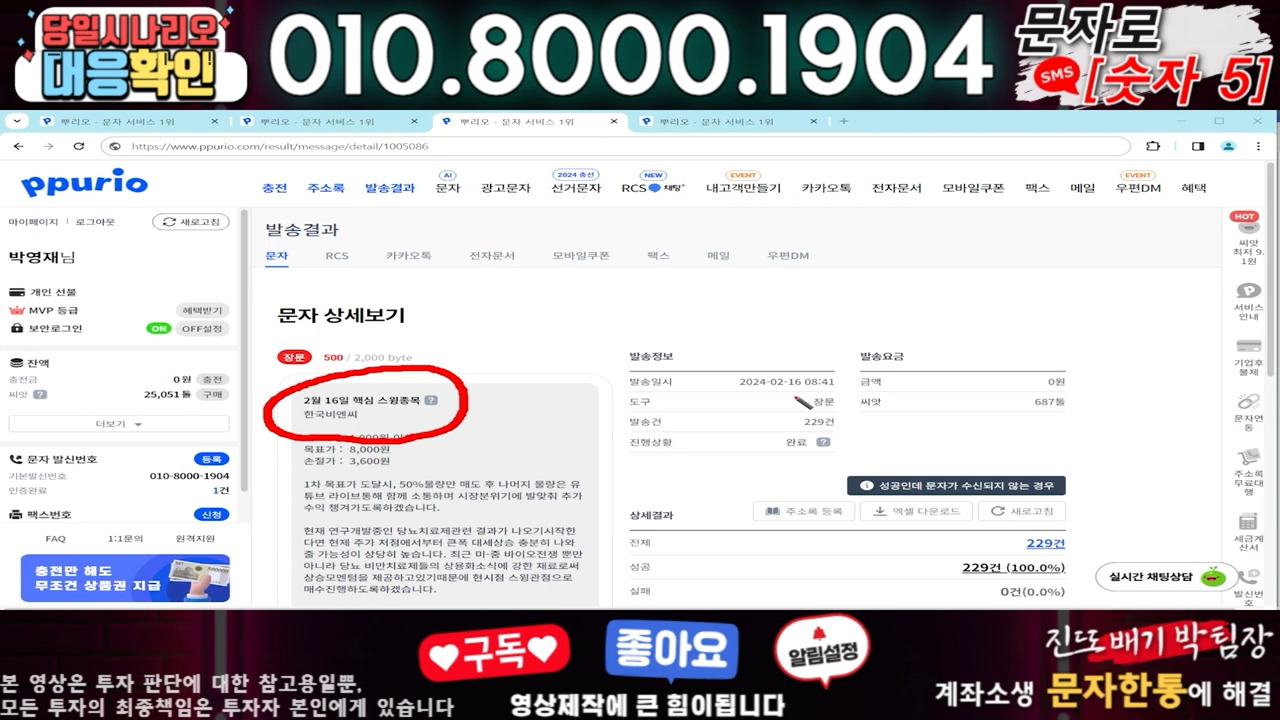 당일시나리오
대응확인
010.8000.1904
문자로
SMS [숫자 5]
뿌리오 - 문자 서비스 1위
뿌리오 - 문자 서비스 1위
뿌리오 - 문자 서비스 1위
뿌리오 - 문자 서비스 1위
https://www.ppurio.com/result/message/detail/1005086
ppurio
AI
2024 총선
NEW
EVENT
EVENT
충전 주소록 발송결과 문자 광고문자 선거문자 RCS 채팅+ 내고객만들기 카카오톡 전자문서 모바일쿠폰 팩스 메일 우편DM 혜택
마이페이지 | 로그아웃 새로고침
박영재님
개인 선불
MVP 등급 혜택받기
보안로그인 ON OFF설정
잔액
충전금 0원 충전
씨앗 ? 25,051톨 구매
더보기
문자 발신번호 등록
기본발신번호 010-8000-1904
인증완료 1건
팩스번호 신청
FAQ 1:1문의 원격지원
충전만 해도
무조건 상품권 지급
발송결과
문자 RCS 카카오톡 전자문서 모바일쿠폰 팩스 메일 우편DM
문자 상세보기
장문 500 / 2,000 byte
2월 16일 핵심 스윙종목 ?
한국비엔씨
목표가 : 8,000원
손절가 : 3,600원
1차 목표가 도달시, 50%물량만 매도 후 나머지 물량은 유
튜브 라이브통해 함께 소통하며 시장분위기에 발맞춰 추가
수익 챙겨가도록하겠습니다.
현재 연구개발중인 당뇨치료제관련 결과가 나오기시작한
다면 현재 주가 저점에서부터 큰폭 대세상승 충분히 나와
줄 가능성이 상당히 높습니다. 최근 미·중 바이오전쟁 뿐만
아니라 당뇨 비만치료제들의 상용화소식에 강한 재료로써
상승모멘텀을 제공하고있기때문에 현시점 스윙관점으로
매수진행하도록하겠습니다.
발송정보
발송일시 2024-02-16 08:41
도구 장문
발송건 229건
진행상황 완료 ?
발송요금
금액 0원
씨앗 687톨
성공인데 문자가 수신되지 않는 경우
상세결과 주소록 등록 엑셀 다운로드 새로고침
전체 229건
성공 229건 (100.0%)
실패 0건(0.0%)
실시간 채팅상담
HOT
씨앗
최저 9.
1원
서비스
안내
기업후
불제
문자연
동
주소록
무료대
행
세금계
산서
발신번
호
구독
좋아요
알림설정
영상제작에 큰 힘이됩니다
본 영상은 투자 판단에 대한 참고용일뿐,
모든 투자의 최종책임은 투자자 본인에게 있습니다
진또배기 박팀장
계좌소생 문자한통에 해결